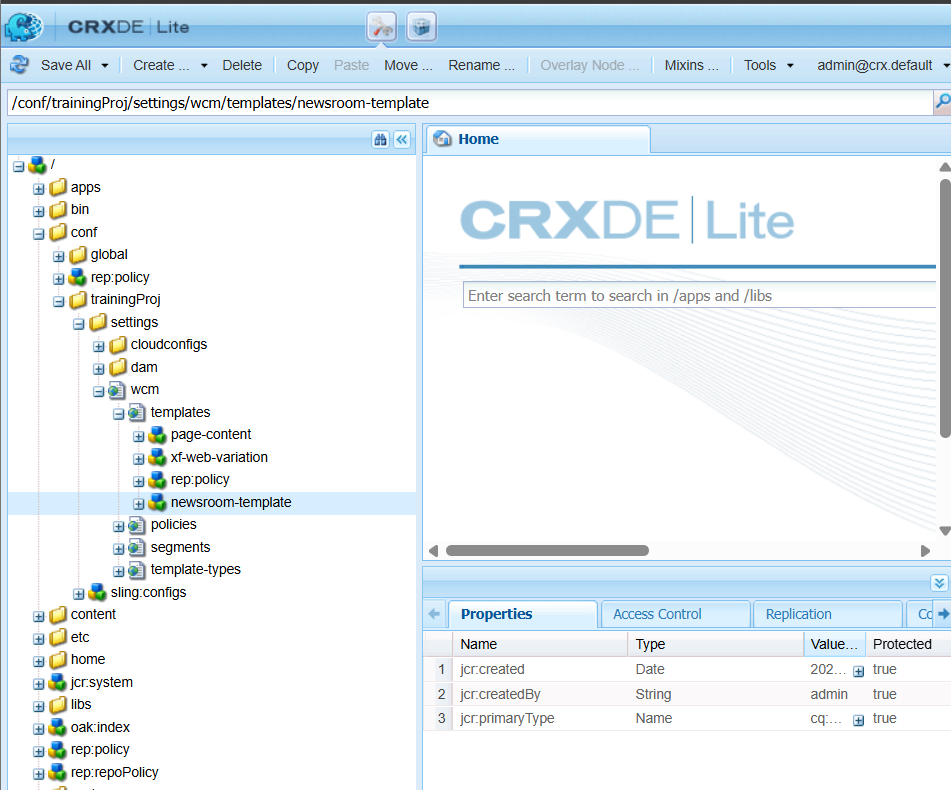 CRXDE | Lite
Save All Create ... Delete Copy Paste Move ... Rename ... Overlay Node ... Mixins ... Tools admin@crx.default
/conf/trainingProj/settings/wcm/templates/newsroom-template
/
apps
bin
conf
global
rep:policy
trainingProj
settings
cloudconfigs
dam
wcm
templates
page-content
xf-web-variation
rep:policy
newsroom-template
policies
segments
template-types
sling:configs
content
etc
home
jcr:system
libs
oak:index
rep:policy
rep:repoPolicy
Home
CRXDE | Lite
Enter search term to search in /apps and /libs
Properties Access Control Replication
Name Type Value... Protected
1 jcr:created Date 202... true
2 jcr:createdBy String admin true
3 jcr:primaryType Name cq:... true